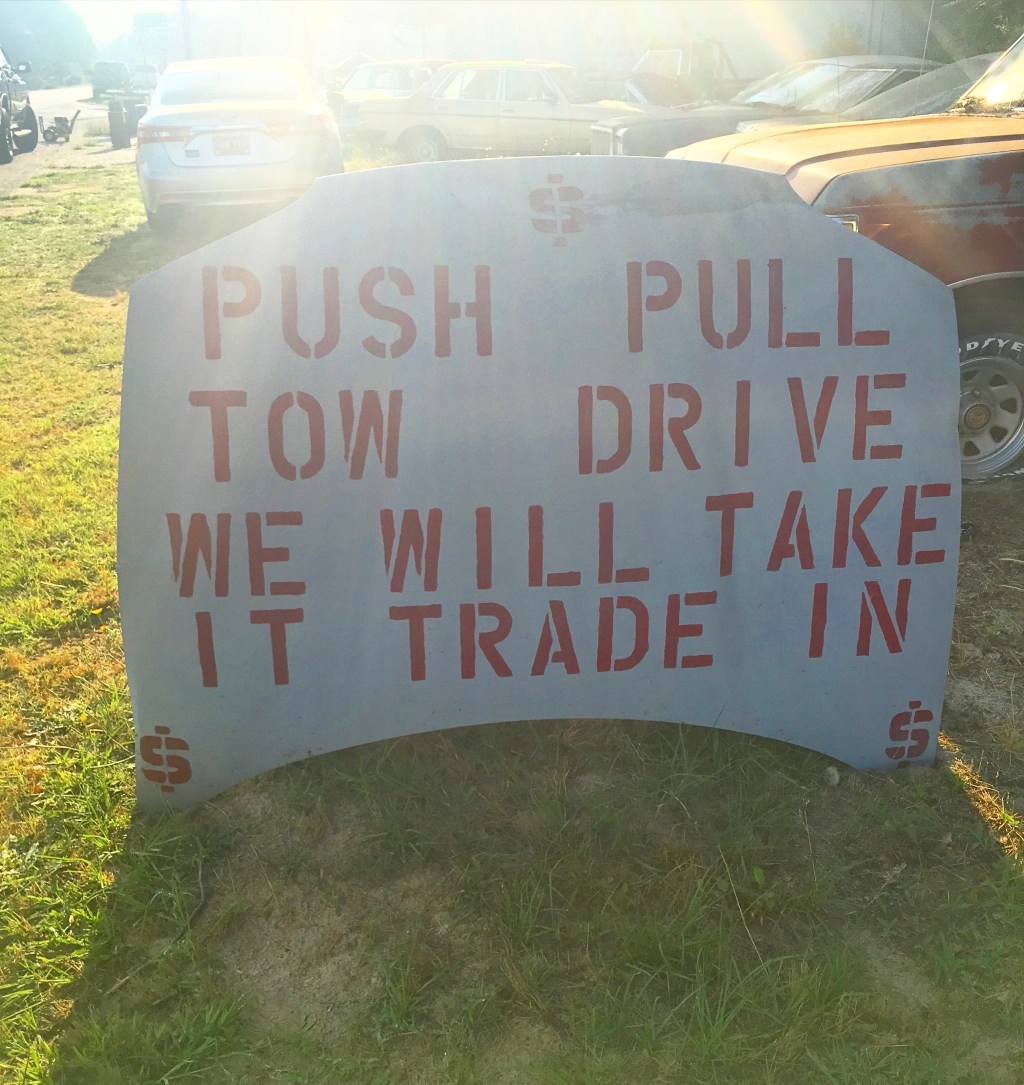 $
PUSH PULL
TOW DRIVE
WE WILL TAKE
IT TRADE IN
$ $